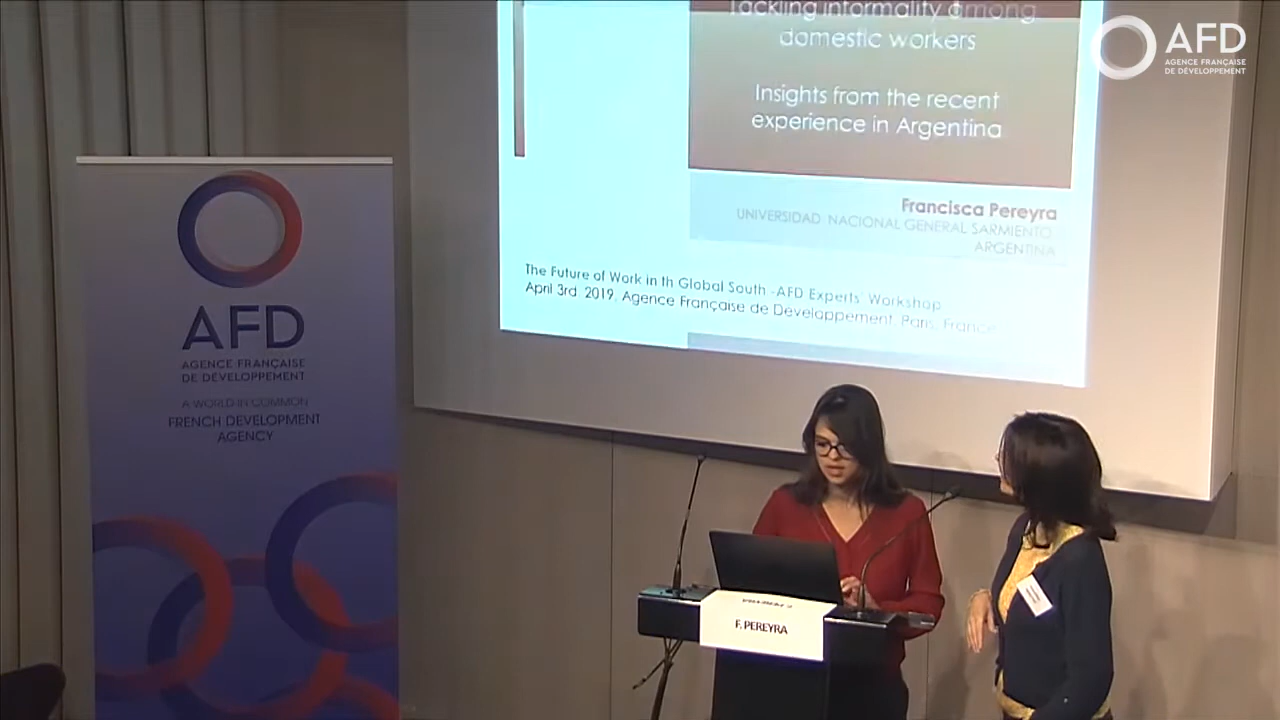 Tackling informality among
domestic workers
Insights from the recent
experience in Argentina
Francisca Pereyra
UNIVERSIDAD NACIONAL GENERAL SARMIENTO-
ARGENTINA
The Future of Work in th Global South -AFD Experts' Workshop
April 3rd, 2019, Agence Française de Développement, Paris, France
AFD
AGENCE FRANÇAISE
DE DÉVELOPPEMENT
AFD
AGENCE FRANÇAISE
DE DÉVELOPPEMENT
A WORLD IN COMMON
FRENCH DEVELOPMENT
AGENCY
F. PEREYRA